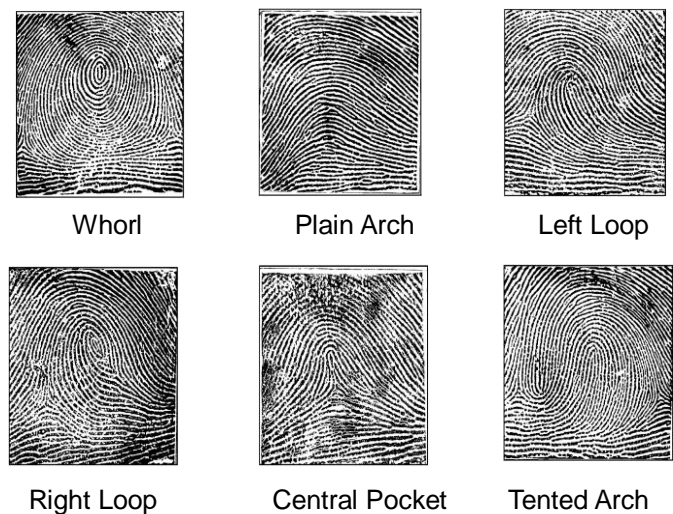 Whorl
Plain Arch
Left Loop
Right Loop
Central Pocket
Tented Arch